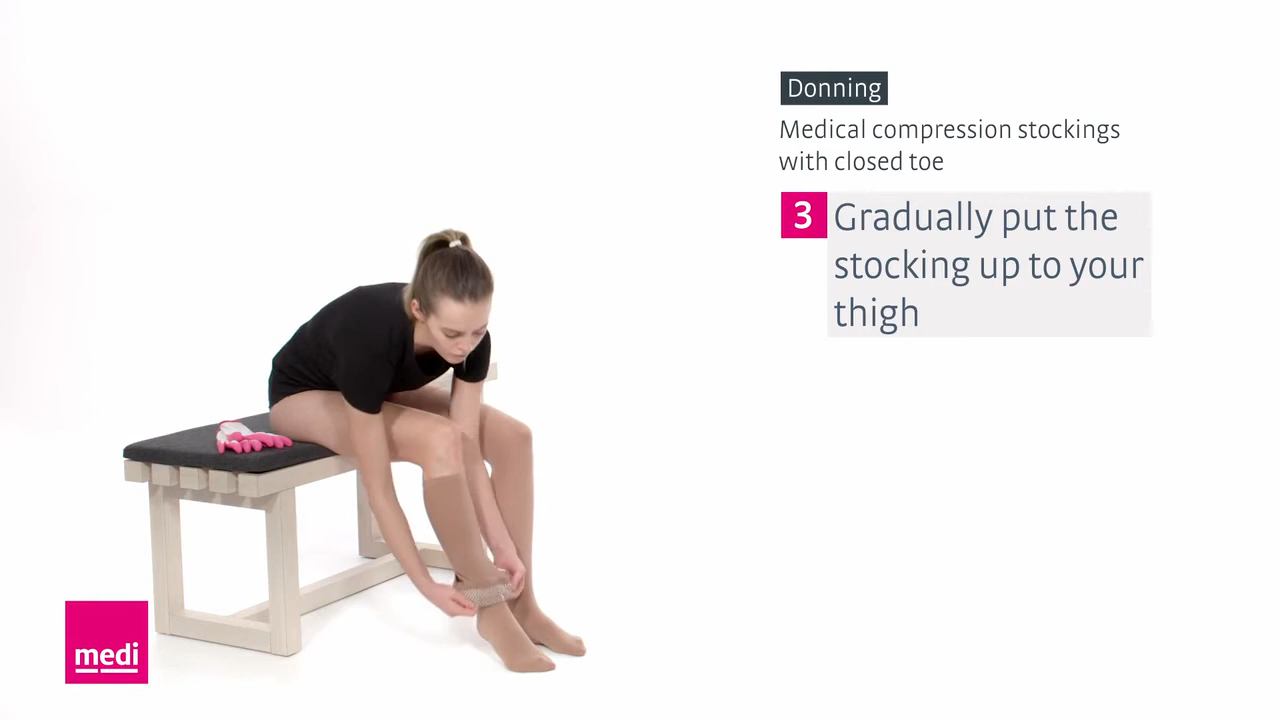 Donning
Medical compression stockings
with closed toe
3 Gradually put the
stocking up to your
thigh
medi